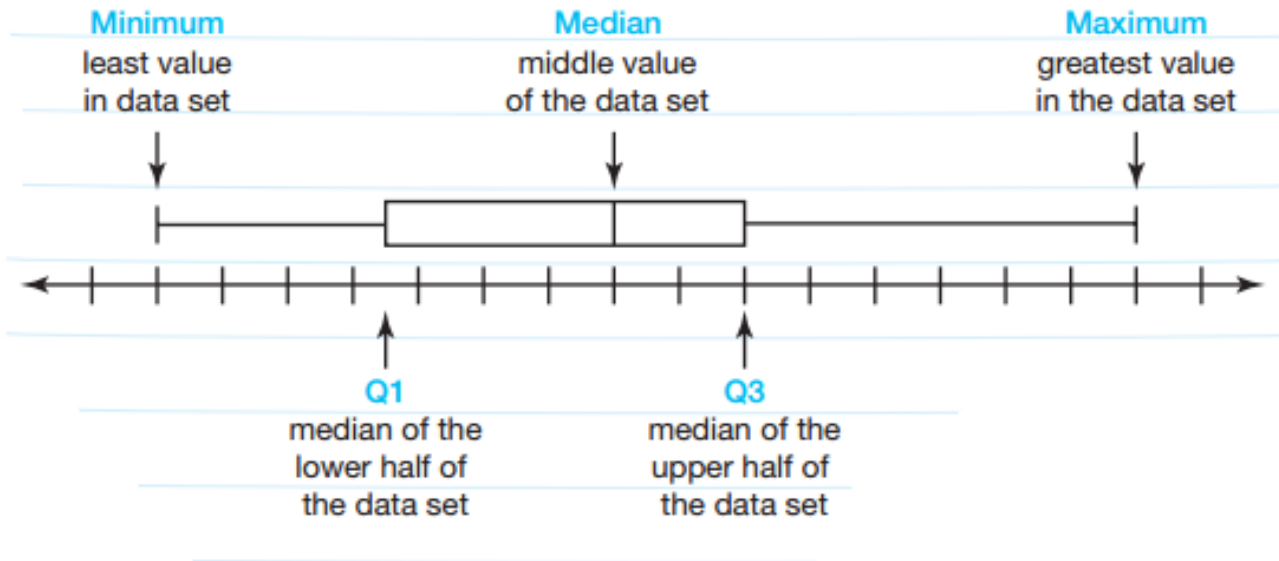 Minimum
least value
in data set
Median
middle value
of the data set
Maximum
greatest value
in the data set
Q1
median of the
lower half of
the data set
Q3
median of the
upper half of
the data set